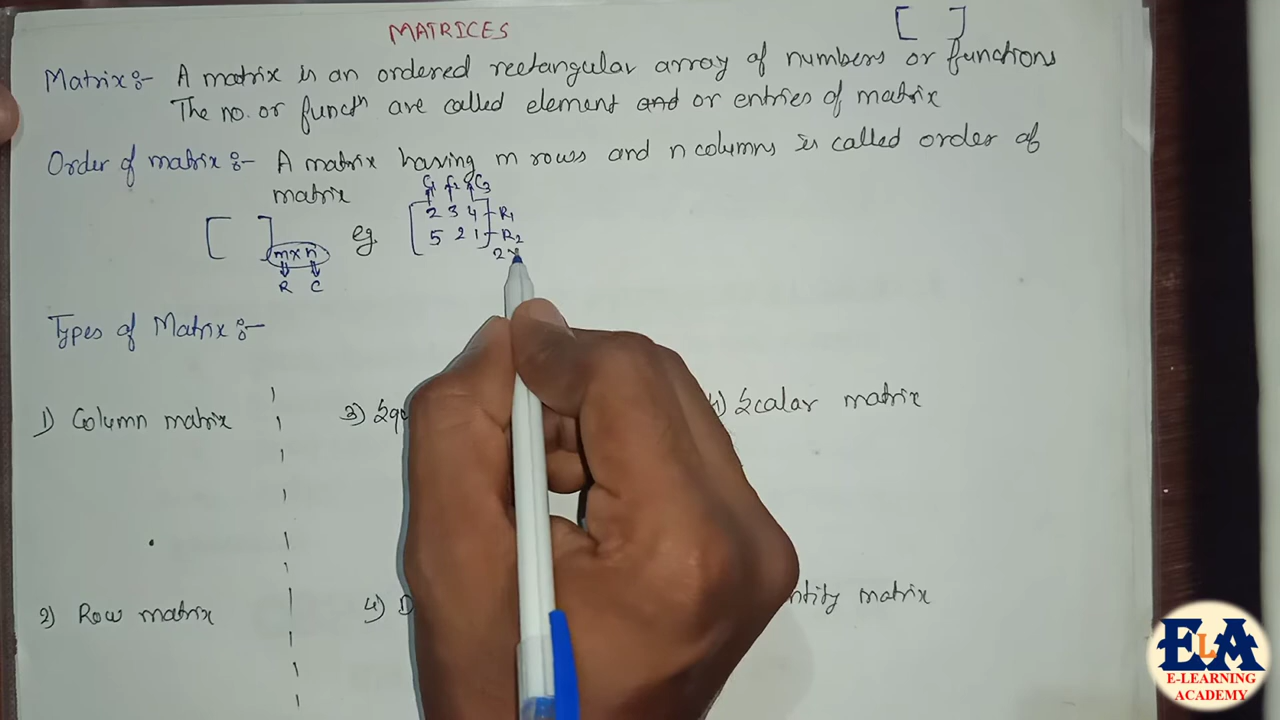 MATRICES
[ ]
Matrix:- A matrix is an ordered rectangular array of numbers or functions
The no. or functn are called element or entries of matrix
Order of matrix:- A matrix having m rows and n columns is called order of
matrix
C1 C2 C3
[ ] m×n eg. [ 2 3 4 R1
5 2 1 ] R2
2 ×
R C
Types of Matrix:-
1) Column matrix
3)
Scalar matrix
2) Row matrix
4) D
ntity matrix
ELA
E-LEARNING
ACADEMY